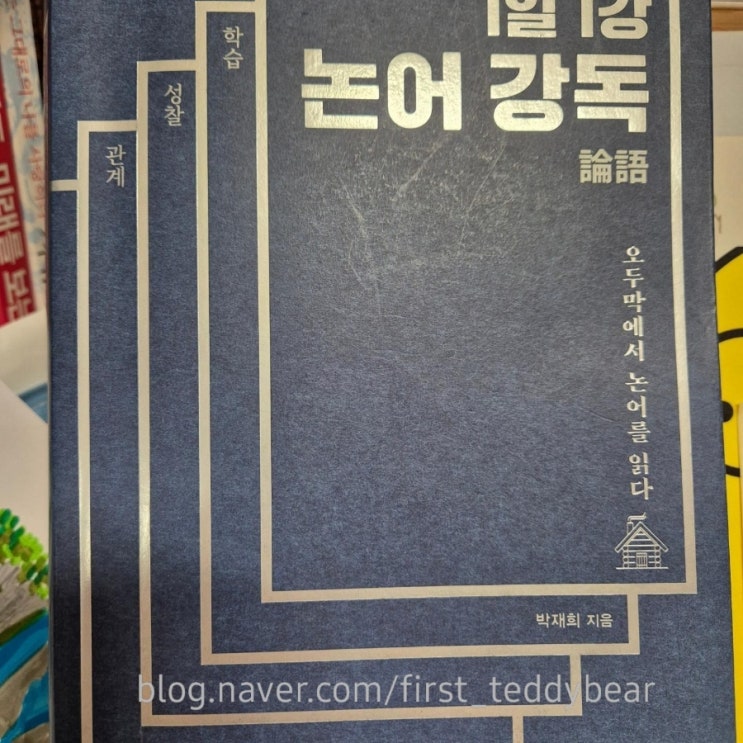 1일 1강
논어 강독
論語
학습
성찰
관계
오두막에서 논어를 읽다
박재희 지음
blog.naver.com/first_teddybear